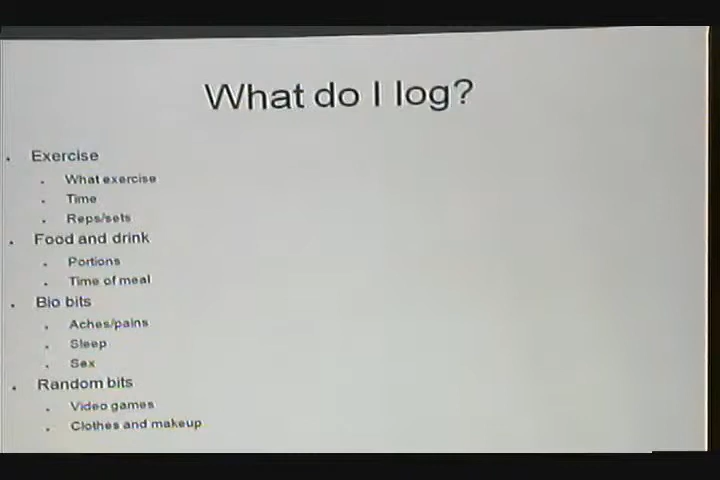 What do I log?
Exercise
What exercise
Time
Reps/sets
Food and drink
Portions
Time of meal
Bio bits
Aches/pains
Sleep
Sex
Random bits
Video games
Clothes and makeup